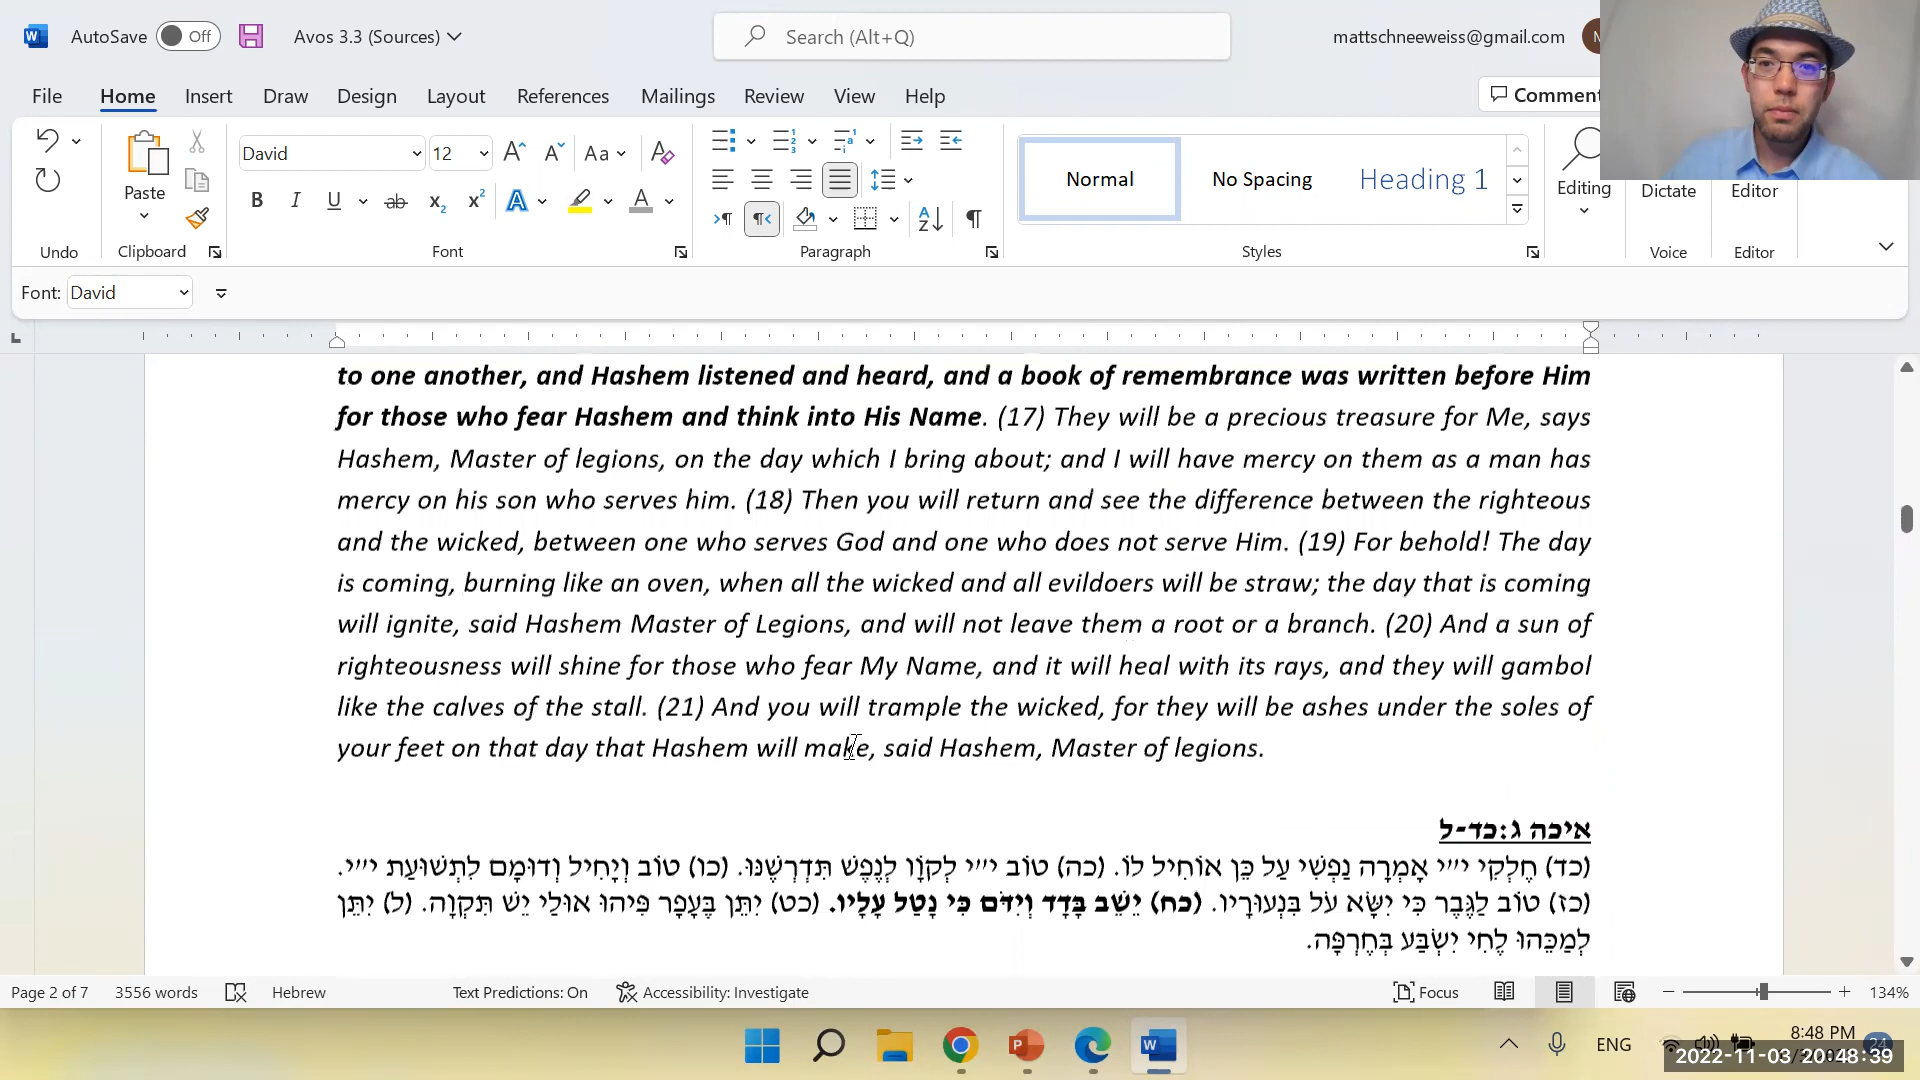 AutoSave Off Avos 3.3 (Sources) Search (Alt+Q) mattschneeweiss@gmail.com
File Home Insert Draw Design Layout References Mailings Review View Help
David 12 Aa
Paste
B I U ab
Normal No Spacing Heading 1
Editing Dictate Editor
Undo Clipboard Font Paragraph Styles Voice Editor
Font: David
to one another, and Hashem listened and heard, and a book of remembrance was written before Him
for those who fear Hashem and think into His Name. (17) They will be a precious treasure for Me, says
Hashem, Master of legions, on the day which I bring about; and I will have mercy on them as a man has
mercy on his son who serves him. (18) Then you will return and see the difference between the righteous
and the wicked, between one who serves God and one who does not serve Him. (19) For behold! The day
is coming, burning like an oven, when all the wicked and all evildoers will be straw; the day that is coming
will ignite, said Hashem Master of Legions, and will not leave them a root or a branch. (20) And a sun of
righteousness will shine for those who fear My Name, and it will heal with its rays, and they will gambol
like the calves of the stall. (21) And you will trample the wicked, for they will be ashes under the soles of
your feet on that day that Hashem will make, said Hashem, Master of legions.
איכה ג:כד-ל
(כד) חֶלְקִי י״י אָמְרָה נַפְשִׁי עַל כֵּן אוֹחִיל לוֹ. (כה) טוֹב י״י לְקוָֹו לְנֶפֶשׁ תִּדְרְשֶׁנּוּ. (כו) טוֹב וְיָחִיל וְדוּמָם לִתְשׁוּעַת י״י.
(כז) טוֹב לַגֶּבֶר כִּי יִשָּׂא עֹל בִּנְעוּרָיו. (כח) יֵשֵׁב בָּדָד וְיִדֹּם כִּי נָטַל עָלָיו. (כט) יִתֵּן בֶּעָפָר פִּיהוּ אוּלַי יֵשׁ תִּקְוָה. (ל) יִתֵּן
לְמַכֵּהוּ לֶחִי יִשְׂבַּע בְּחֶרְפָּה.
Page 2 of 7 3556 words Hebrew Text Predictions: On Accessibility: Investigate Focus 134%
8:48 PM
ENG
24
2022-11-03 20:48:39